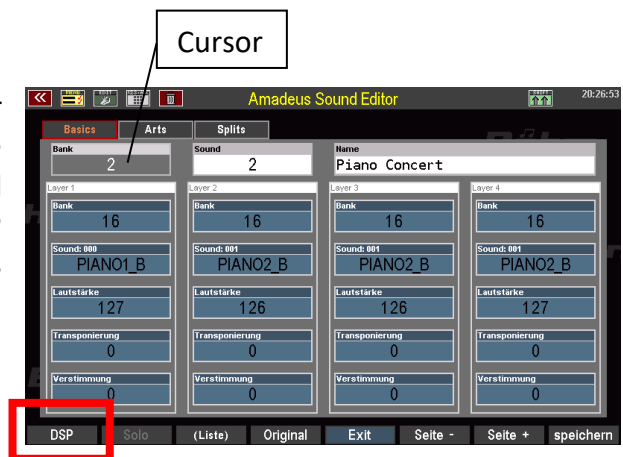 Cursor
Amadeus Sound Editor
20:26:53
Basics Arts Splits
Bank Sound Name
2 2 Piano Concert
Layer 1 Layer 2 Layer 3 Layer 4
Bank Bank Bank Bank
16 16 16 16
Sound: 000 Sound: 001 Sound: 001 Sound: 001
PIANO1_B PIANO2_B PIANO2_B PIANO2_B
Lautstärke Lautstärke Lautstärke Lautstärke
127 126 126 127
Transponierung Transponierung Transponierung Transponierung
0 0 0 0
Verstimmung Verstimmung Verstimmung Verstimmung
0 0 0 0
DSP Solo (Liste) Original Exit Seite - Seite + speichern